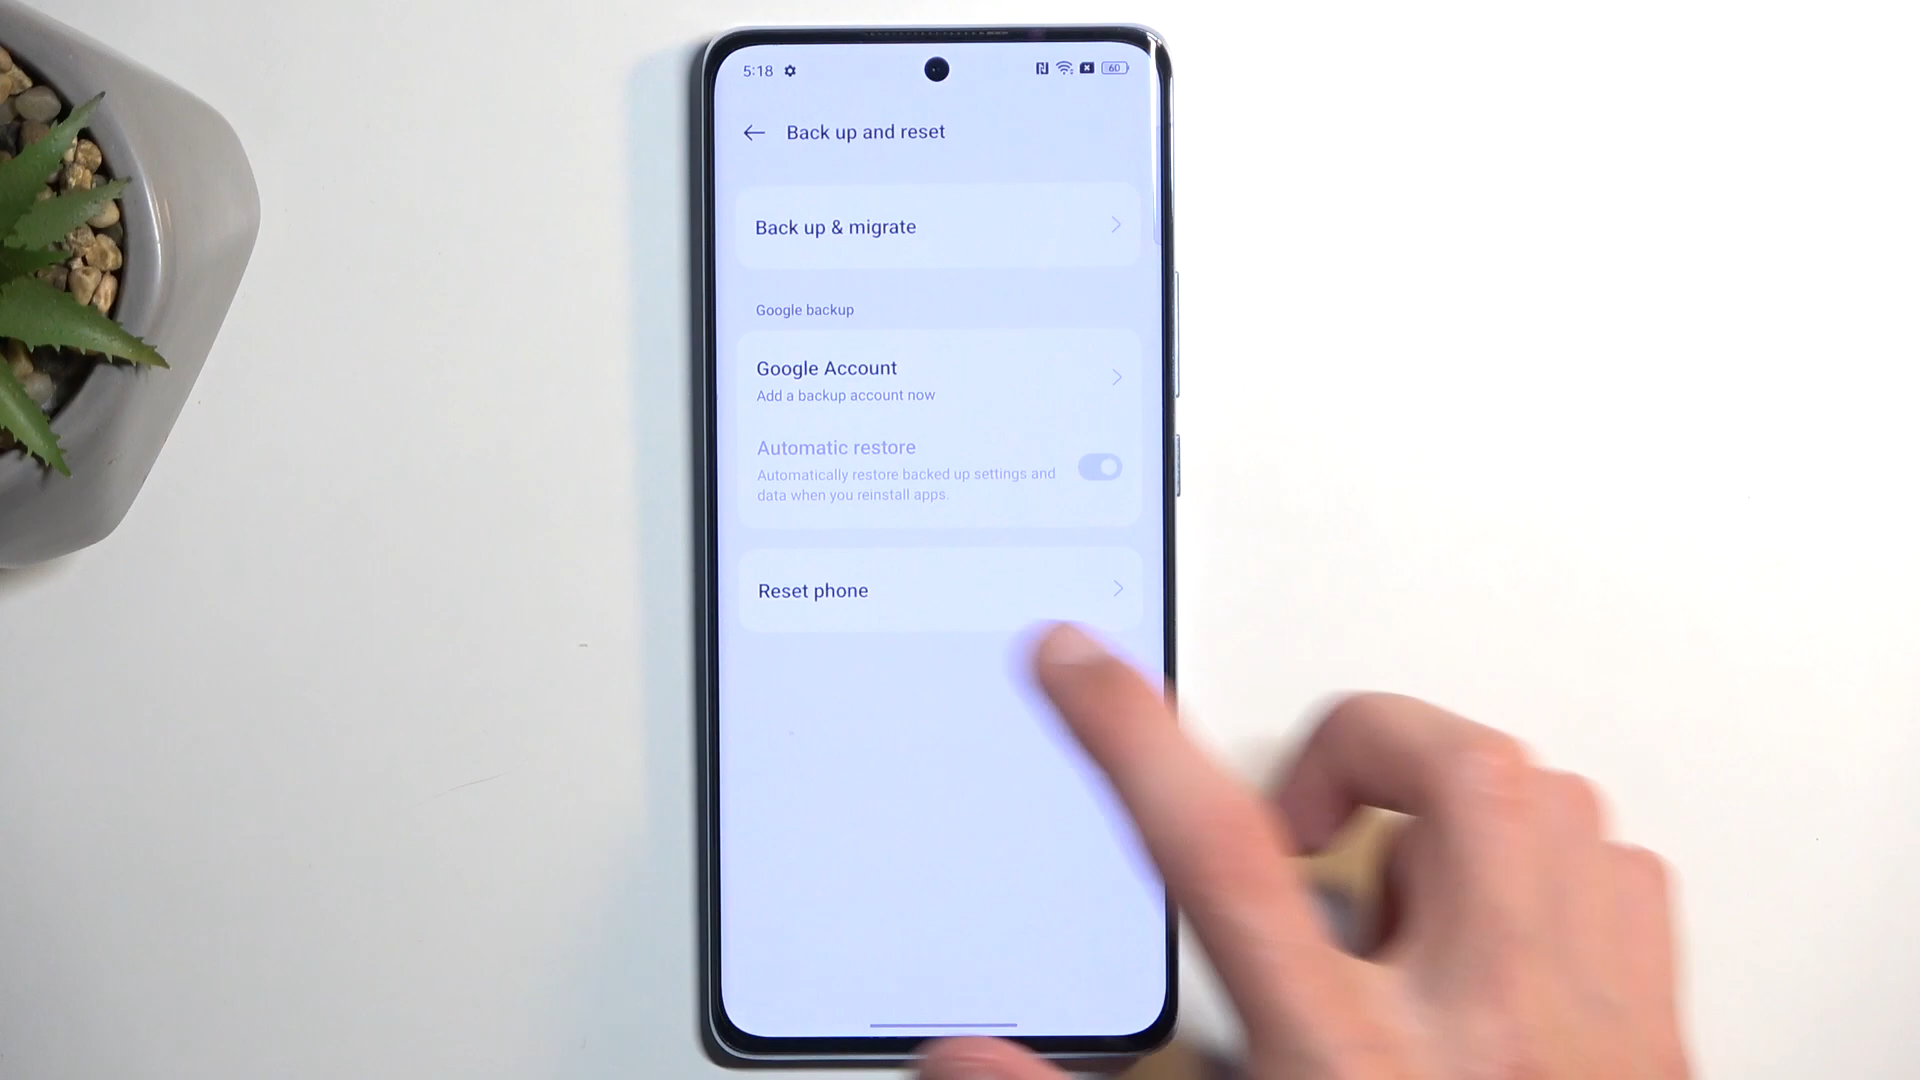 5:18
60
Back up and reset
Back up & migrate
Google backup
Google Account
Add a backup account now
Automatic restore
Automatically restore backed up settings and
data when you reinstall apps.
Reset phone